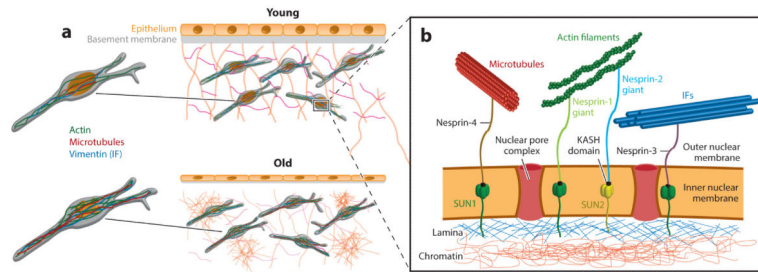 a
Young
Epithelium
Basement membrane
Actin
Microtubules
Vimentin (IF)
Old
b
Actin filaments
Microtubules
Nesprin-1
giant
Nesprin-2
giant
IFs
Nesprin-4
Nuclear pore
complex
KASH
domain
Nesprin-3
Outer nuclear
membrane
Inner nuclear
membrane
SUN1
SUN2
Lamina
Chromatin